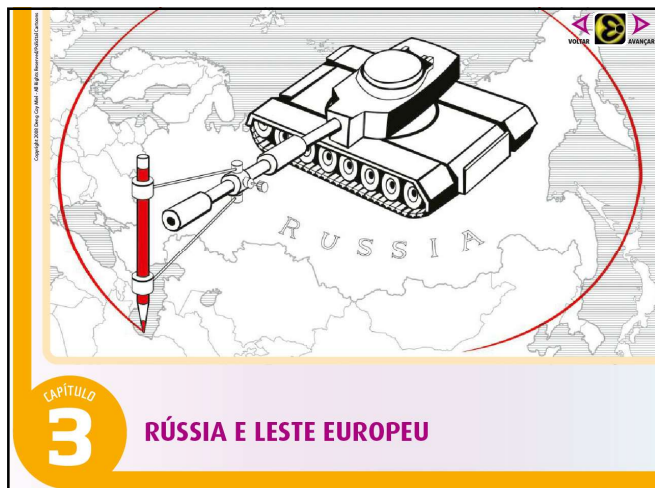 VOLTAR
AVANÇAR
RUSSIA
CAPÍTULO
3
RÚSSIA E LESTE EUROPEU